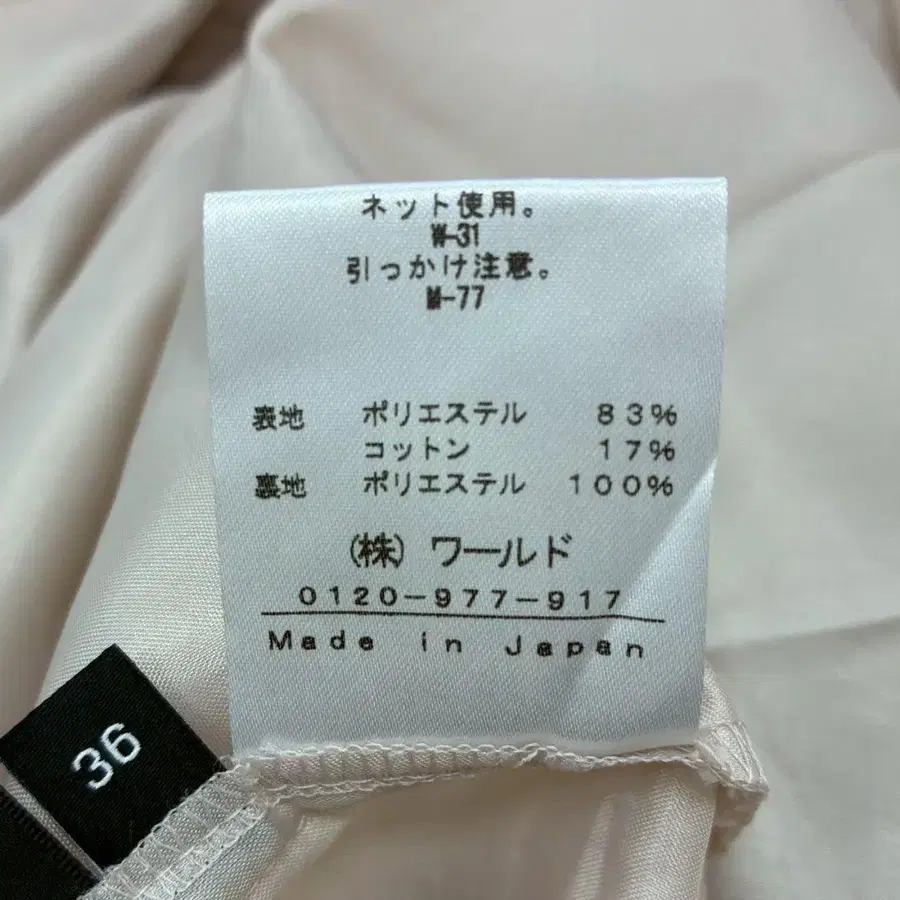 ネット使用。
W-31
引っかけ注意。
M-77
表地 ポリエステル 83%
コットン 17%
裏地 ポリエステル 100%
(株) ワールド
0120-977-917
Made in Japan
36